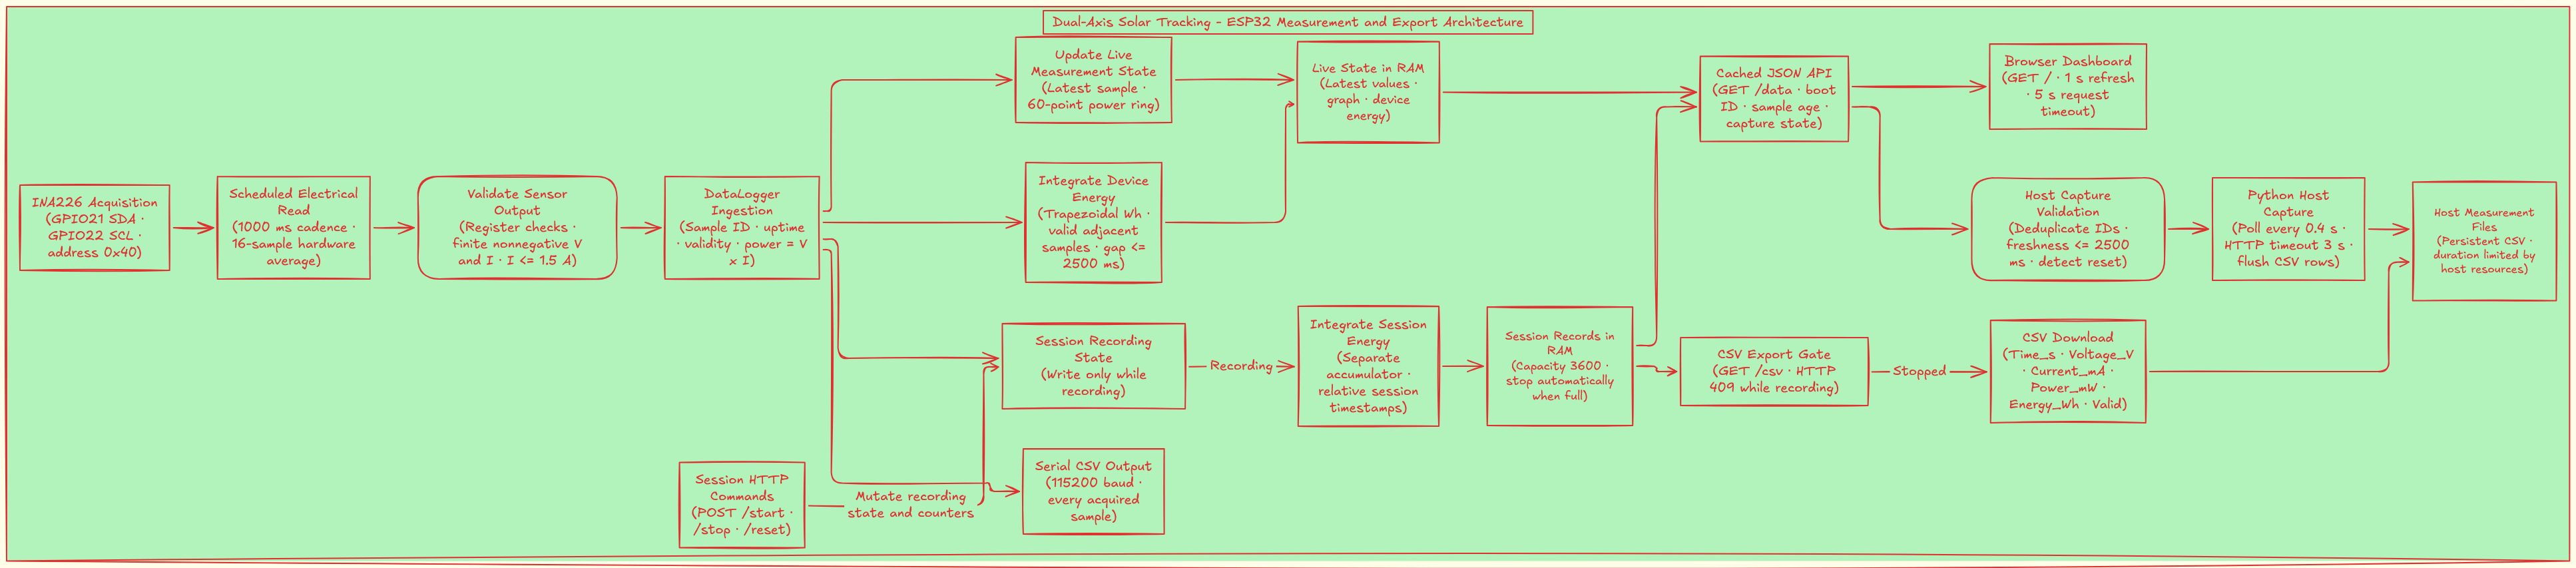 Dual-Axis Solar Tracking - ESP32 Measurement and Export Architecture
INA226 Acquisition
(GPIO21 SDA ·
GPIO22 SCL ·
address 0x40)
Scheduled Electrical
Read
(1000 ms cadence ·
16-sample hardware
average)
Validate Sensor
Output
(Register checks ·
finite nonnegative V
and I · I <= 1.5 A)
DataLogger
Ingestion
(Sample ID · uptime
· validity · power = V
x I)
Update Live
Measurement State
(Latest sample ·
60-point power ring)
Live State in RAM
(Latest values ·
graph · device
energy)
Integrate Device
Energy
(Trapezoidal Wh ·
valid adjacent
samples · gap <=
2500 ms)
Session Recording
State
(Write only while
recording)
Recording
Integrate Session
Energy
(Separate
accumulator ·
relative session
timestamps)
Session Records in
RAM
(Capacity 3600 ·
stop automatically
when full)
Session HTTP
Commands
(POST /start ·
/stop · /reset)
Mutate recording
state and counters
Serial CSV Output
(115200 baud ·
every acquired
sample)
Cached JSON API
(GET /data · boot
ID · sample age ·
capture state)
Browser Dashboard
(GET / · 1 s refresh
· 5 s request
timeout)
Host Capture
Validation
(Deduplicate IDs ·
freshness <= 2500
ms · detect reset)
Python Host
Capture
(Poll every 0.4 s ·
HTTP timeout 3 s ·
flush CSV rows)
Host Measurement
Files
(Persistent CSV ·
duration limited by
host resources)
CSV Export Gate
(GET /csv · HTTP
409 while recording)
Stopped
CSV Download
(Time_s · Voltage_V
· Current_mA ·
Power_mW ·
Energy_Wh · Valid)